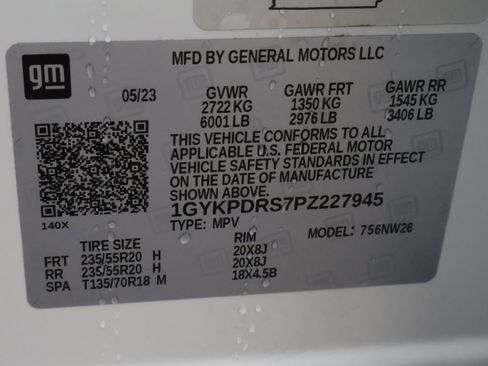 gm
MFD BY GENERAL MOTORS LLC
05/23 GVWR GAWR FRT GAWR RR
2722 KG 1350 KG 1545 KG
6001 LB 2976 LB 3406 LB
THIS VEHICLE CONFORMS TO ALL
APPLICABLE U.S. FEDERAL MOTOR
VEHICLE SAFETY STANDARDS IN EFFECT
ON THE DATE OF MANUFACTURE
SHOWN ABOVE.
1GYKPDRS7PZ227945
140X TYPE: MPV MODEL: 756NW26
TIRE SIZE RIM
FRT 235/55R20 H 20X8J
RR 235/55R20 H 20X8J
SPA T135/70R18 M 18X4.5B